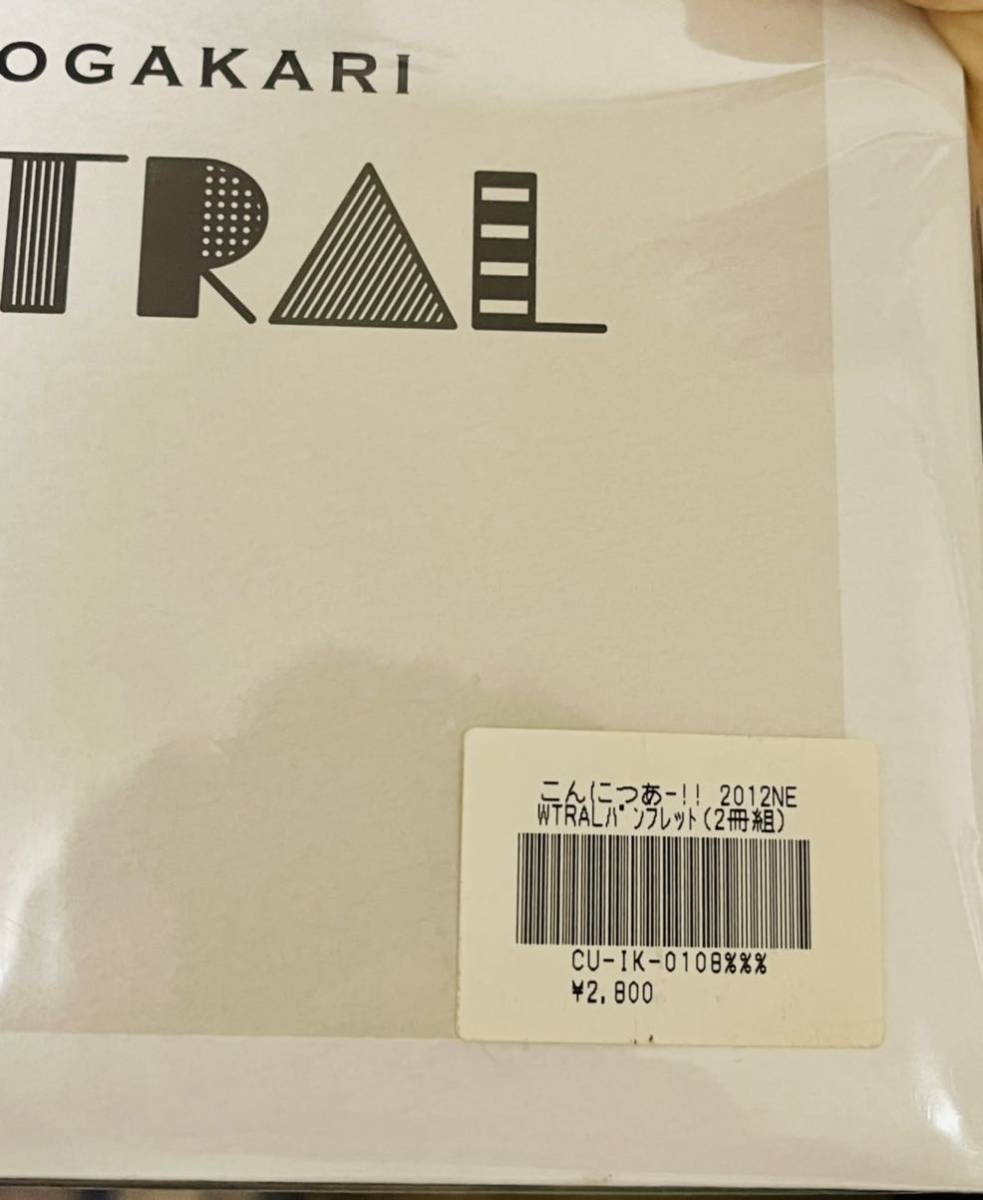 OGAKARI
TRAL
こんにつあ-!! 2012NE
WTRALﾊﾟﾝﾌﾚｯﾄ(2冊組)
CU-IK-0108%%%
¥2,800